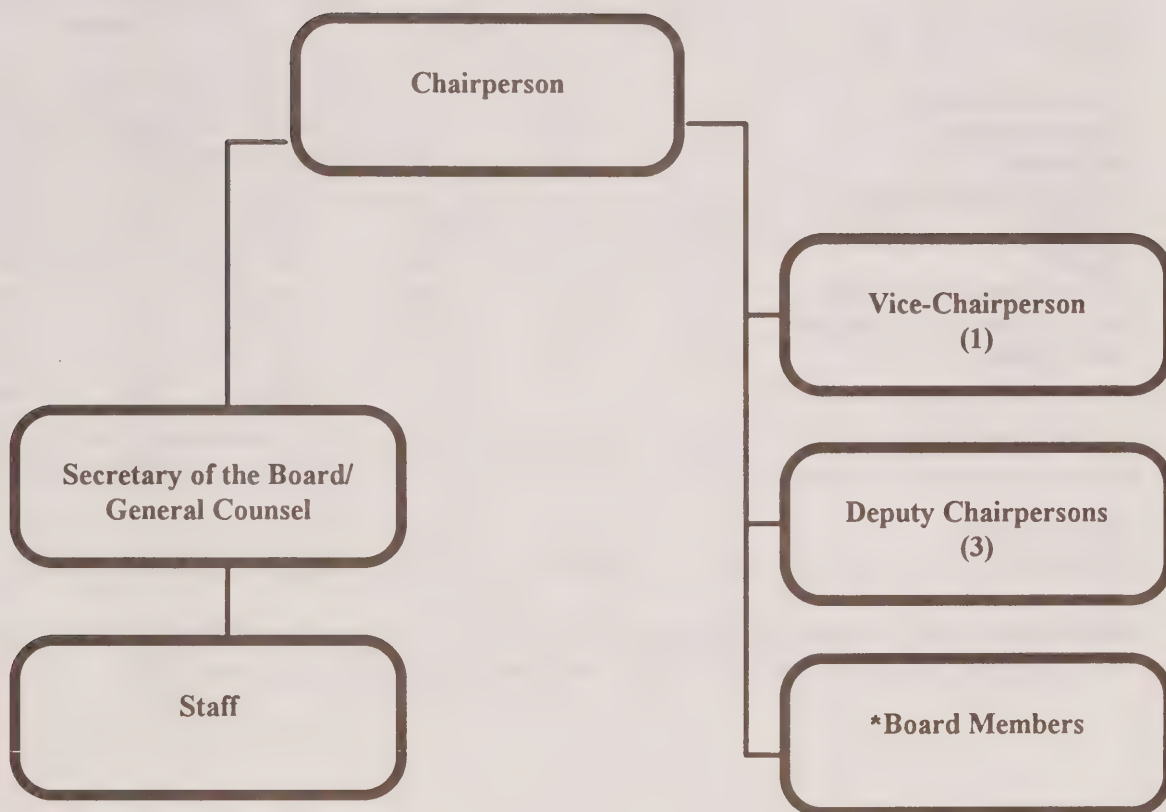 Chairperson
Vice-Chairperson
(1)
Secretary of the Board/
General Counsel
Deputy Chairpersons
(3)
Staff
*Board Members